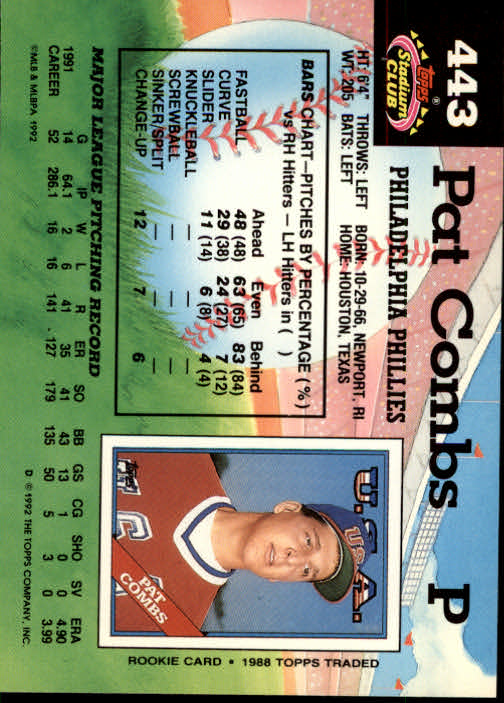 443
Topps®
Stadium
CLUB
Pat Combs P
PHILADELPHIA PHILLIES
HT: 6'4" THROWS: LEFT BORN: 10-29-66, NEWPORT, RI
WT: 205 BATS: LEFT HOME: HOUSTON, TEXAS
BARS CHART—PITCHES BY PERCENTAGE (%)
vs RH Hitters — LH Hitters in ( )
Ahead Even Behind
FASTBALL 48 (48) 63 (65) 83 (84)
CURVE 29 (38) 24 (27) 7 (12)
SLIDER 11 (14) 6 (8) 4 (4)
KNUCKLEBALL — — —
SCREWBALL — — —
SINKER/SPLIT — — —
CHANGE-UP 12 7 6
U.S.A.
USA
Topps
PAT
COMBS
ROOKIE CARD • 1988 TOPPS TRADED
MAJOR LEAGUE PITCHING RECORD
G IP W L R ER SO BB GS CG SHO SV ERA
1991 14 64.1 2 6 41 35 41 43 13 1 0 0 4.90
CAREER 52 286.1 16 16 141 127 179 135 50 5 3 0 3.99
©MLB & MLBPA 1992
D ©1992 THE TOPPS COMPANY, INC.